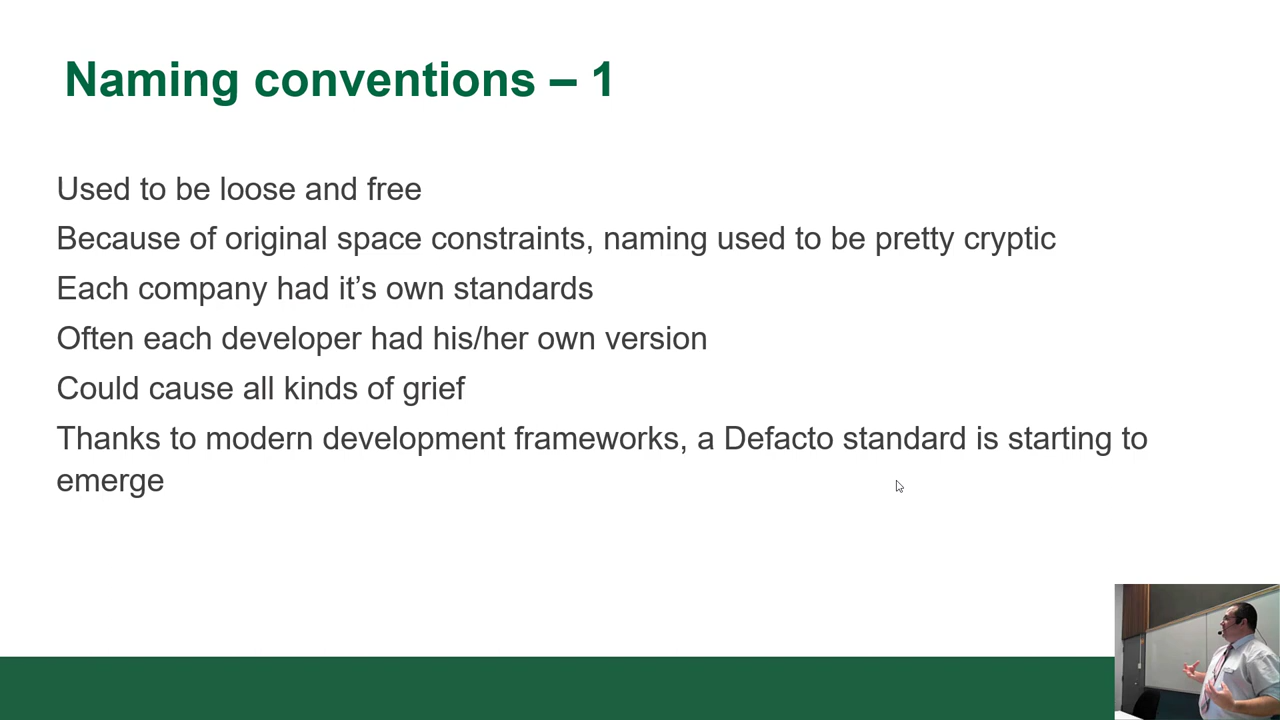 Naming conventions – 1
Used to be loose and free
Because of original space constraints, naming used to be pretty cryptic
Each company had it’s own standards
Often each developer had his/her own version
Could cause all kinds of grief
Thanks to modern development frameworks, a Defacto standard is starting to
emerge